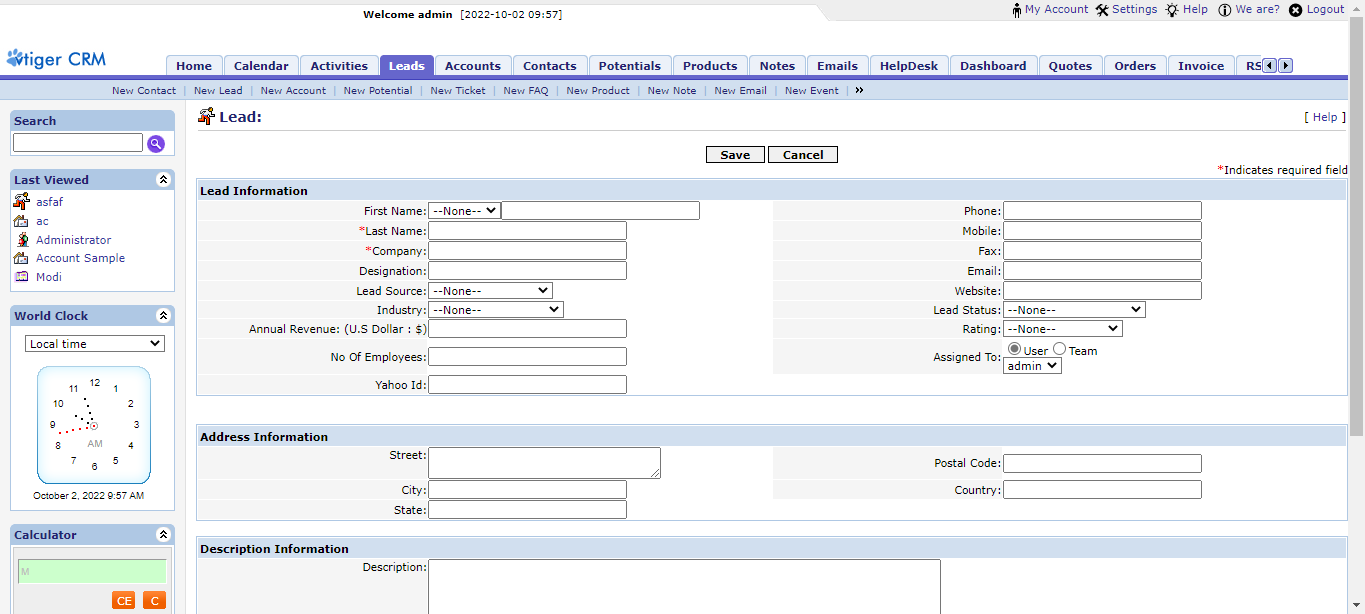 Welcome admin [2022-10-02 09:57]
My Account Settings Help We are? Logout
vtiger CRM
Home Calendar Activities Leads Accounts Contacts Potentials Products Notes Emails HelpDesk Dashboard Quotes Orders Invoice RS
New Contact | New Lead | New Account | New Potential | New Ticket | New FAQ | New Product | New Note | New Email | New Event | »
Search
Last Viewed
asfaf
ac
Administrator
Account Sample
Modi
World Clock
Local time
12
11 1
10 2
9 3
8 4
7 5
6
AM
October 2, 2022 9:57 AM
Calculator
M
CE C
Lead:
[ Help ]
Save Cancel
*Indicates required field
Lead Information
First Name: --None-- Phone:
*Last Name: Mobile:
*Company: Fax:
Designation: Email:
Lead Source: --None-- Website:
Industry: --None-- Lead Status: --None--
Annual Revenue: (U.S Dollar : $) Rating: --None--
No Of Employees: Assigned To: User Team
admin
Yahoo Id:
Address Information
Street: Postal Code:
City: Country:
State:
Description Information
Description: